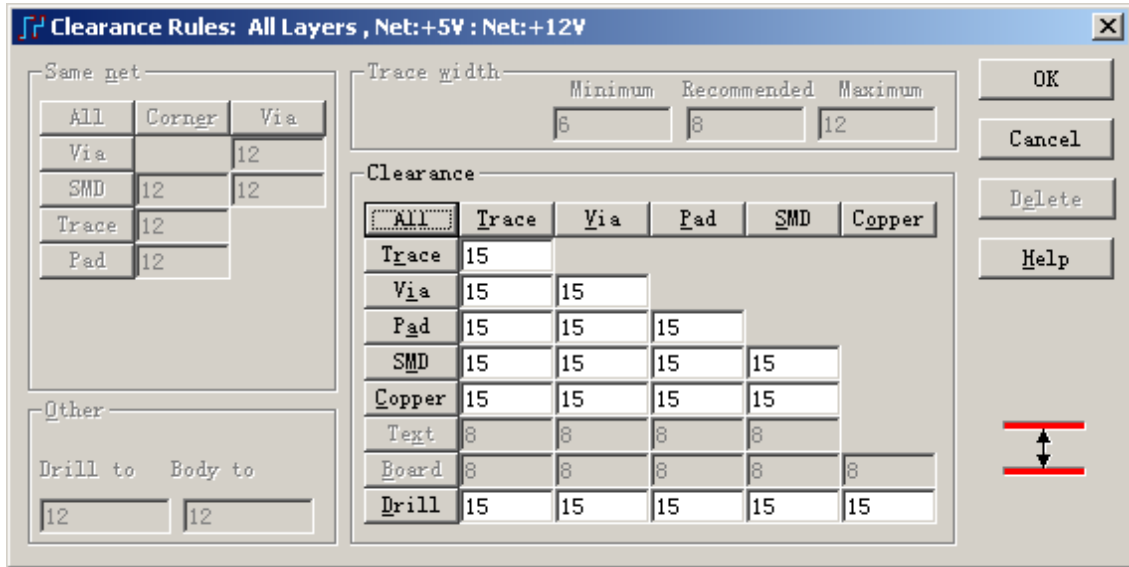 Clearance Rules: All Layers , Net:+5V : Net:+12V
Same net
All Corner Via
Via 12
SMD 12 12
Trace 12
Pad 12
Other
Drill to Body to
12 12
Trace width
Minimum Recommended Maximum
6 8 12
Clearance
All Trace Via Pad SMD Copper
Trace 15
Via 15 15
Pad 15 15 15
SMD 15 15 15 15
Copper 15 15 15 15
Text 8 8 8 8
Board 8 8 8 8 8
Drill 15 15 15 15 15
OK
Cancel
Delete
Help